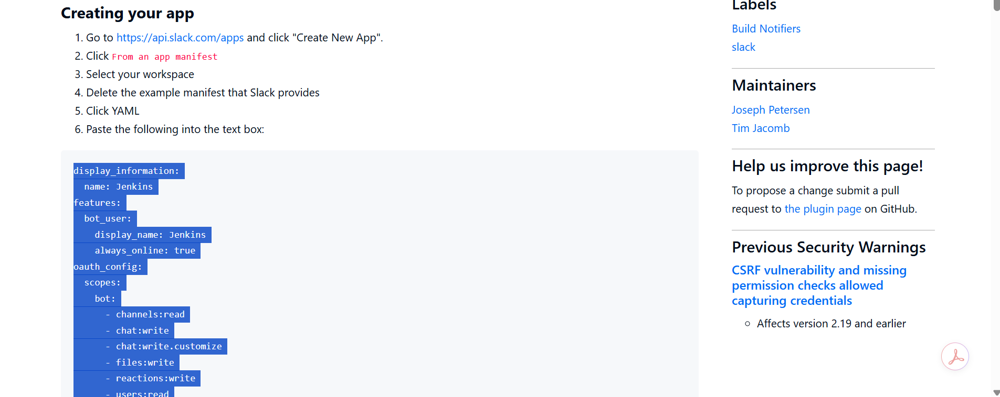 Creating your app
1. Go to https://api.slack.com/apps and click "Create New App".
2. Click From an app manifest
3. Select your workspace
4. Delete the example manifest that Slack provides
5. Click YAML
6. Paste the following into the text box:
display_information:
  name: Jenkins
features:
  bot_user:
    display_name: Jenkins
    always_online: true
oauth_config:
  scopes:
    bot:
      - channels:read
      - chat:write
      - chat:write.customize
      - files:write
      - reactions:write
      - users:read
Labels
Build Notifiers
slack
Maintainers
Joseph Petersen
Tim Jacomb
Help us improve this page!
To propose a change submit a pull
request to the plugin page on GitHub.
Previous Security Warnings
CSRF vulnerability and missing
permission checks allowed
capturing credentials
Affects version 2.19 and earlier